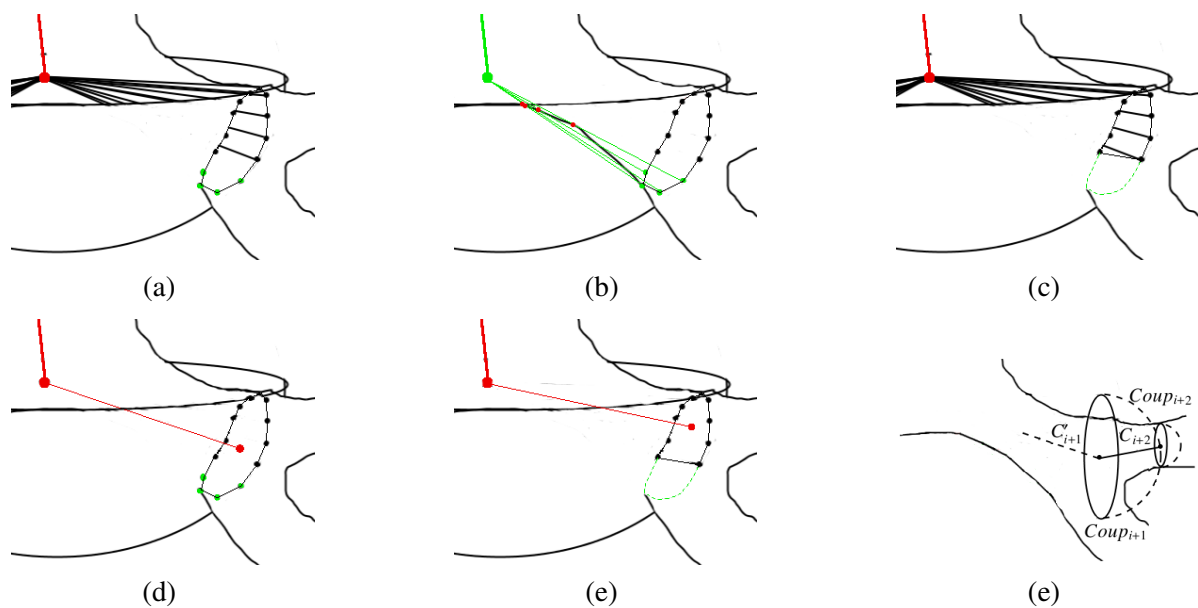 (a)
(b)
(c)
(d)
(e)
Coup_{i+2}
C'_{i+1} C_{i+2}
Coup_{i+1}
(e)